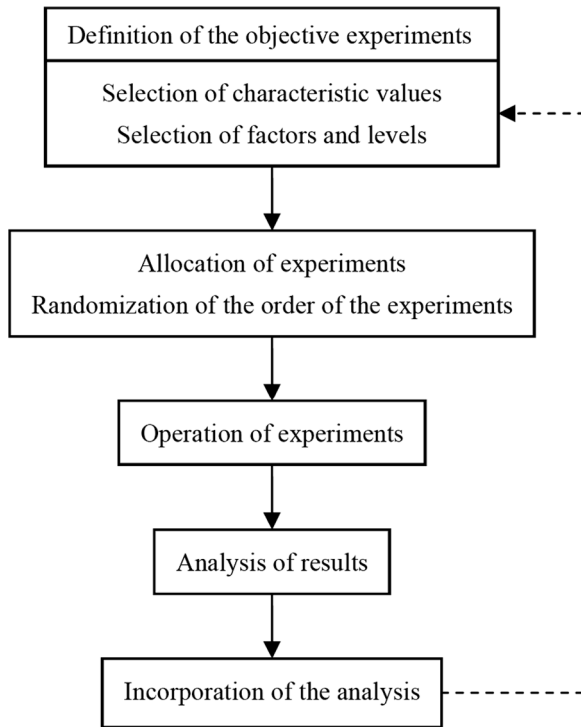 Definition of the objective experiments
Selection of characteristic values
Selection of factors and levels
Allocation of experiments
Randomization of the order of the experiments
Operation of experiments
Analysis of results
Incorporation of the analysis